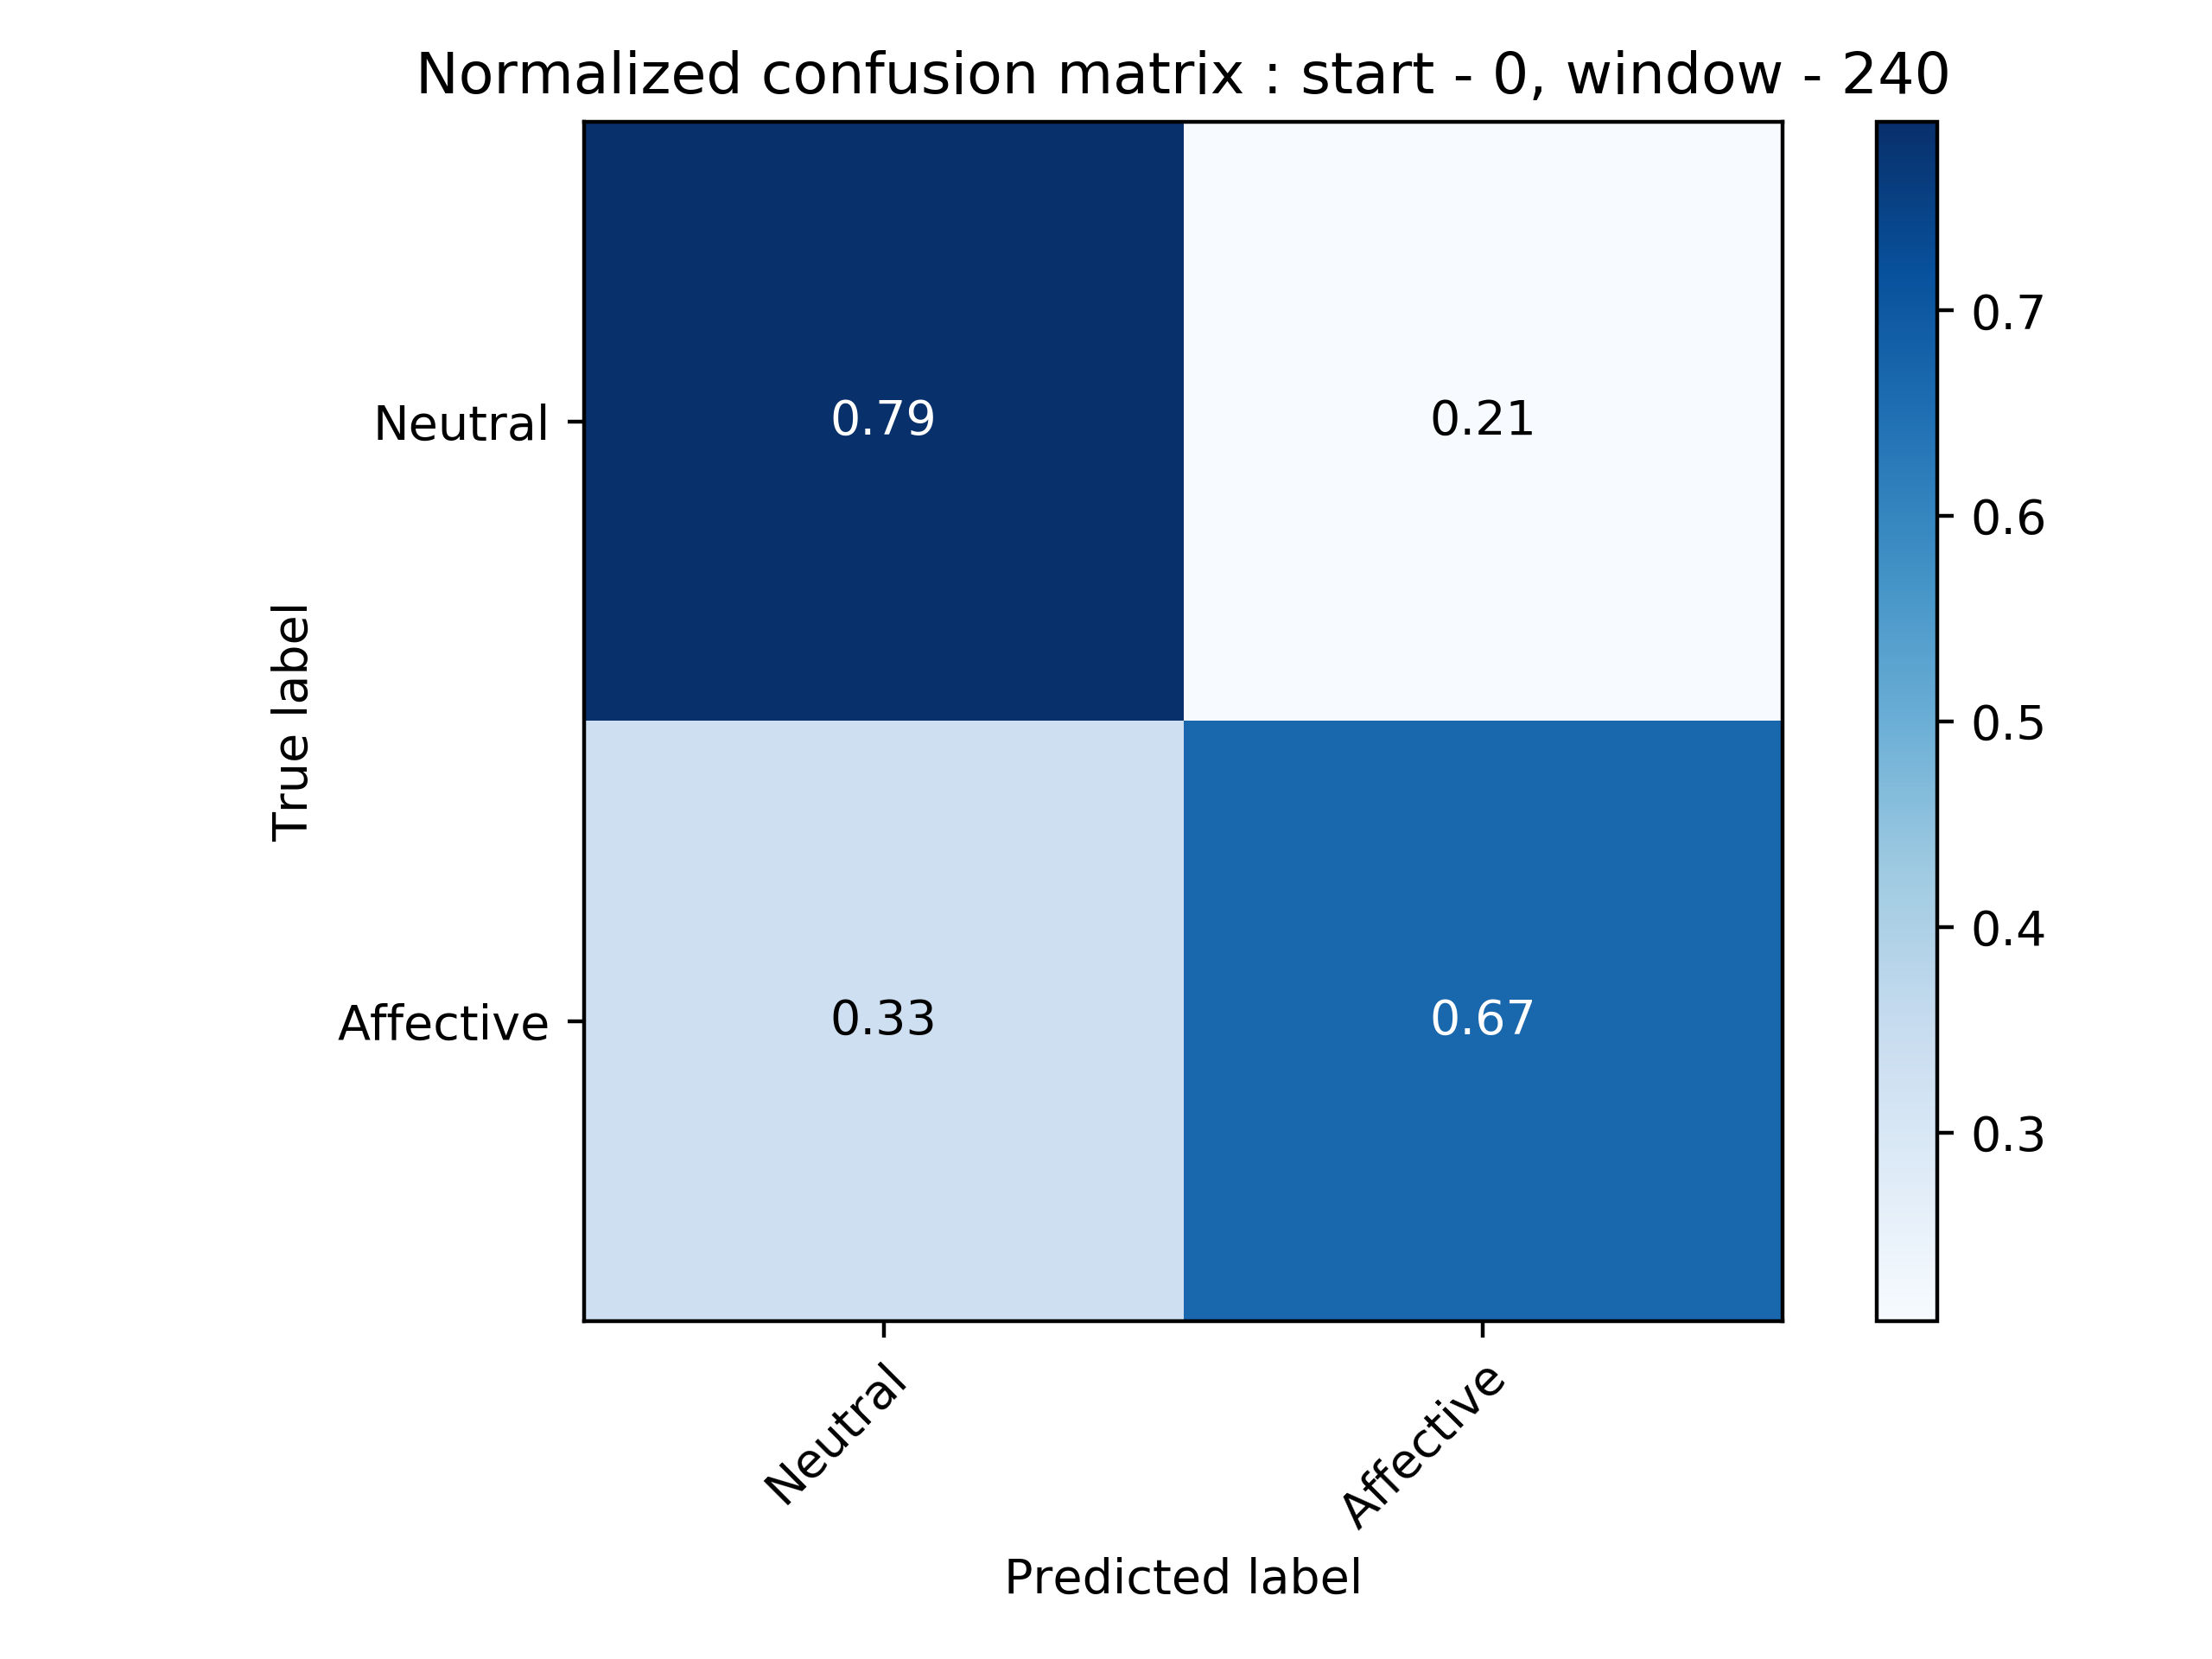 Normalized confusion matrix : start - 0, window - 240
True label
Neutral
Affective
0.79
0.21
0.33
0.67
0.7
0.6
0.5
0.4
0.3
Neutral
Affective
Predicted label